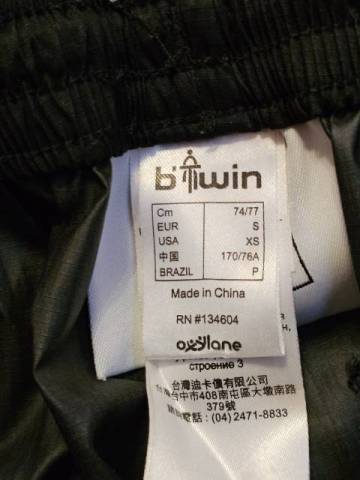 b'Twin
Cm 74/77
EUR S
USA XS
中国 170/76A
BRAZIL P
Made in China
RN #134604
oxylane
строение 3
台灣迪卡儂有限公司
台中市408南屯區大墩南路
379號
(04) 2471-8833